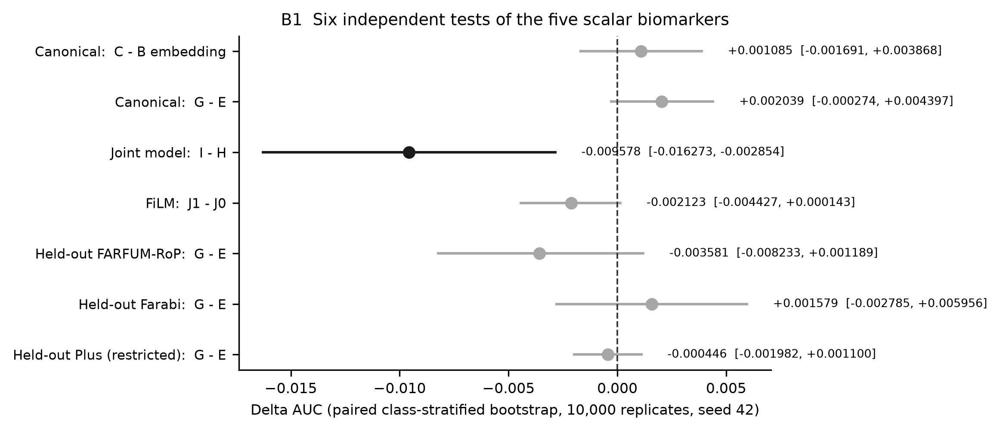 B1  Six independent tests of the five scalar biomarkers
Canonical:  C - B embedding
+0.001085  [-0.001691, +0.003868]
Canonical:  G - E
+0.002039  [-0.000274, +0.004397]
Joint model:  I - H
-0.009578  [-0.016273, -0.002854]
FiLM:  J1 - J0
-0.002123  [-0.004427, +0.000143]
Held-out FARFUM-RoP:  G - E
-0.003581  [-0.008233, +0.001189]
Held-out Farabi:  G - E
+0.001579  [-0.002785, +0.005956]
Held-out Plus (restricted):  G - E
-0.000446  [-0.001982, +0.001100]
−0.015  −0.010  −0.005  0.000  0.005
Delta AUC (paired class-stratified bootstrap, 10,000 replicates, seed 42)